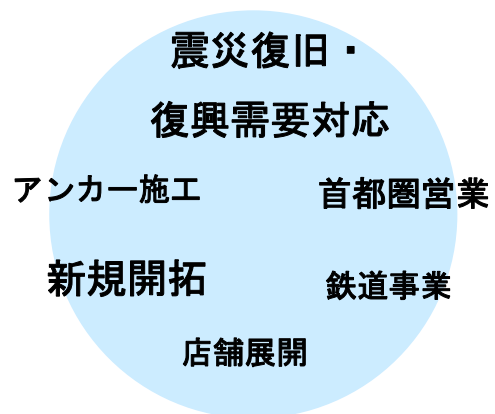 震災復旧・
復興需要対応
アンカー施工
首都圏営業
新規開拓
鉄道事業
店舗展開